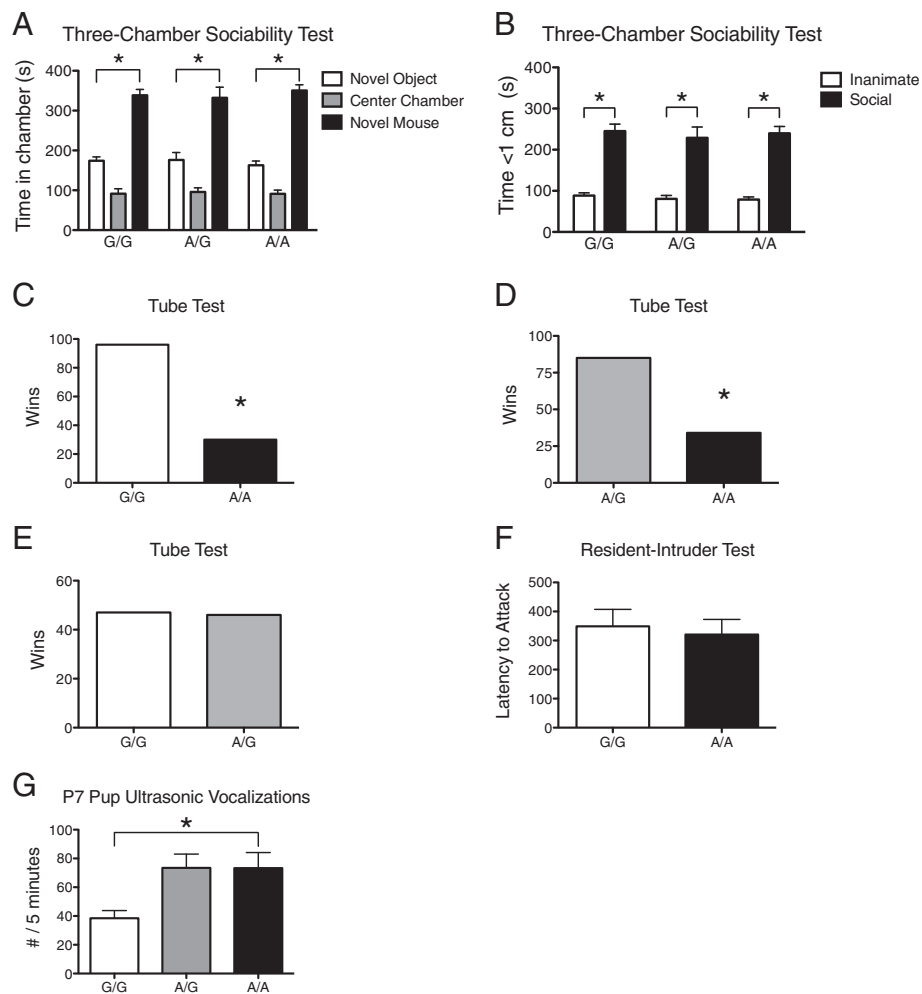 A
Three-Chamber Sociability Test
Time in chamber (s)
400
300
200
100
0
* * *
G/G A/G A/A
Novel Object
Center Chamber
Novel Mouse
B
Three-Chamber Sociability Test
Time <1 cm (s)
400
300
200
100
0
* * *
G/G A/G A/A
Inanimate
Social
C
Tube Test
Wins
100
80
60
40
20
0
*
G/G A/A
D
Tube Test
Wins
100
75
50
25
0
*
A/G A/A
E
Tube Test
Wins
60
40
20
0
G/G A/G
F
Resident-Intruder Test
Latency to Attack
500
400
300
200
100
0
G/G A/A
G
P7 Pup Ultrasonic Vocalizations
# / 5 minutes
100
80
60
40
20
0
*
G/G A/G A/A